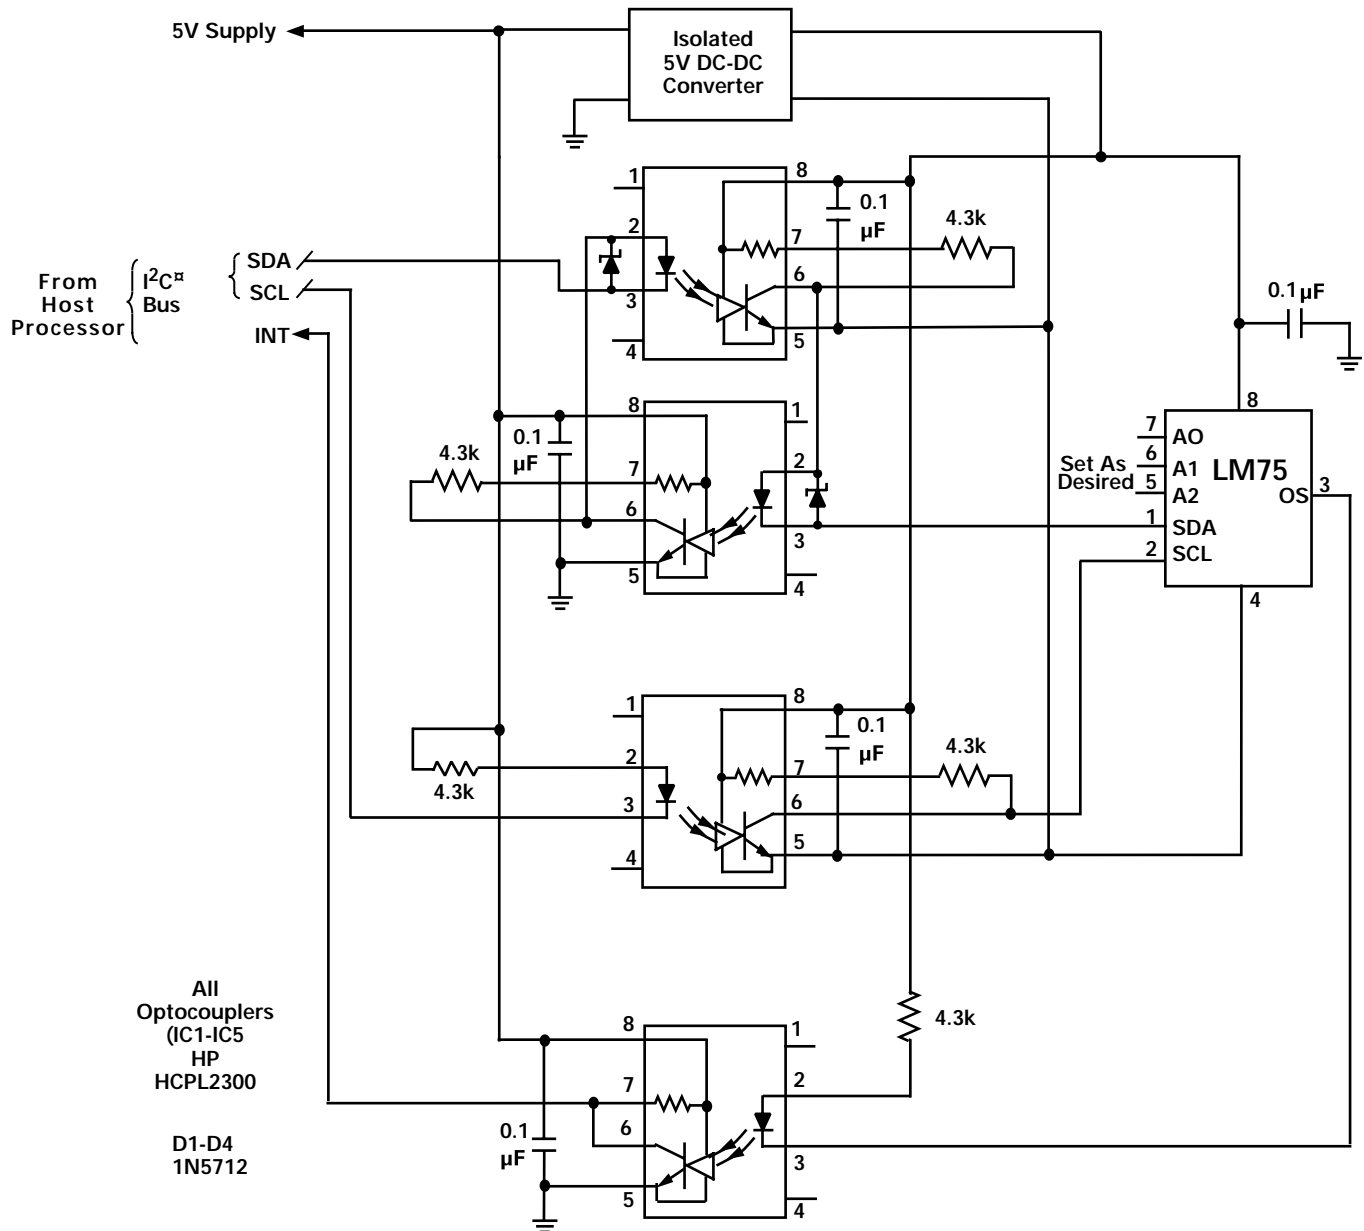 5V Supply
Isolated
5V DC-DC
Converter
1
2
3
4
8
7
6
5
0.1
µF
4.3k
From
Host
Processor
I²C¤
Bus
SDA
SCL
INT
0.1µF
8
7
6
5
0.1
µF
4.3k
1
2
3
4
Set As
Desired
7
6
5
1
2
8
3
4
AO
A1
A2
SDA
SCL
LM75
OS
1
2
3
4
8
7
6
5
4.3k
0.1
µF
4.3k
4.3k
8
7
6
5
1
2
3
4
0.1
µF
All
Optocouplers
(IC1-IC5
HP
HCPL2300
D1-D4
1N5712